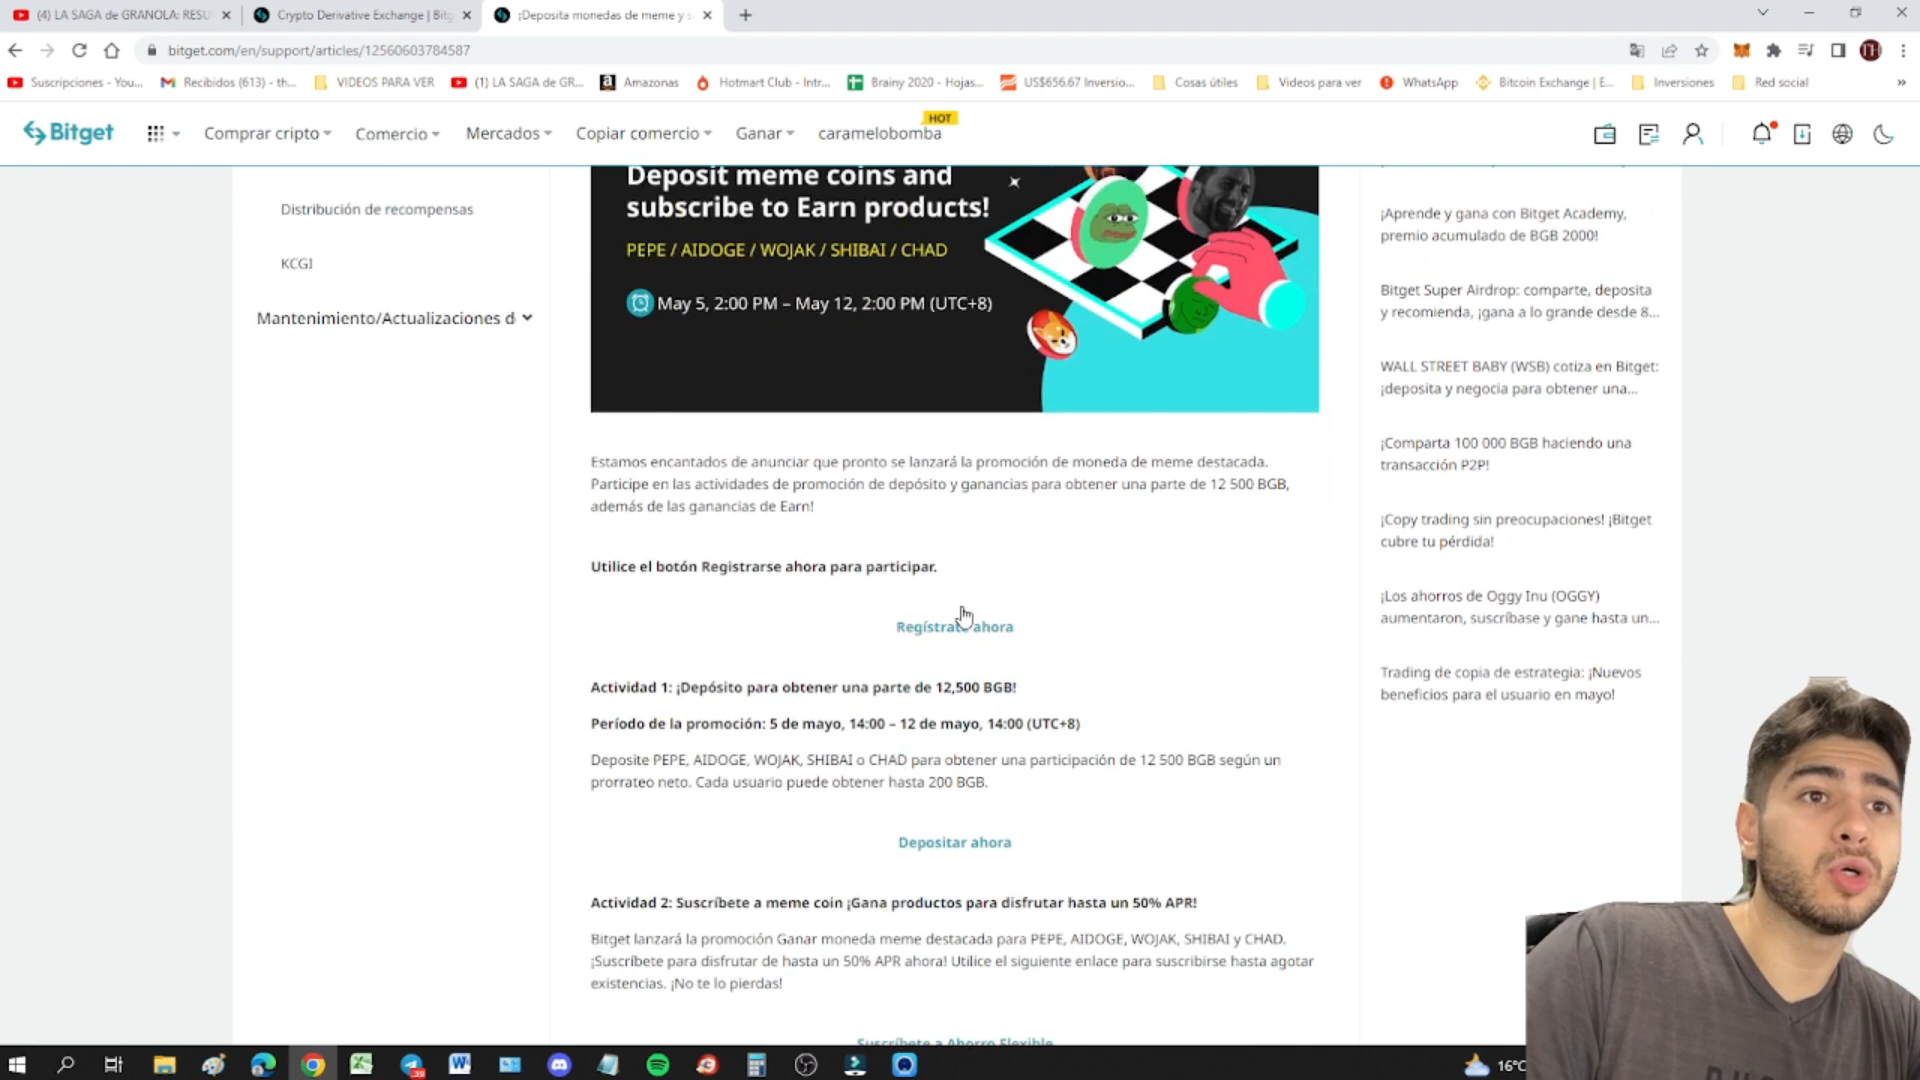 (4) LA SAGA de GRANOLA: RESU
Crypto Derivative Exchange | Bitg
¡Deposita monedas de meme y s
bitget.com/en/support/articles/12560603784587
Suscripciones - You...
Recibidos (613) - th...
VIDEOS PARA VER
(1) LA SAGA de GR...
Amazonas
Hotmart Club - Intr...
Brainy 2020 - Hojas...
US$656.67 Inversio...
Cosas útiles
Videos para ver
WhatsApp
Bitcoin Exchange | E...
Inversiones
Red social
»
Bitget
Comprar cripto
Comercio
Mercados
Copiar comercio
Ganar
caramelobomba
HOT
Distribución de recompensas
KCGI
Mantenimiento/Actualizaciones d
Deposit meme coins and
subscribe to Earn products!
PEPE / AIDOGE / WOJAK / SHIBAI / CHAD
May 5, 2:00 PM – May 12, 2:00 PM (UTC+8)
Estamos encantados de anunciar que pronto se lanzará la promoción de moneda de meme destacada.
Participe en las actividades de promoción de depósito y ganancias para obtener una parte de 12 500 BGB,
además de las ganancias de Earn!
Utilice el botón Registrarse ahora para participar.
Regístrate ahora
Actividad 1: ¡Depósito para obtener una parte de 12,500 BGB!
Período de la promoción: 5 de mayo, 14:00 – 12 de mayo, 14:00 (UTC+8)
Deposite PEPE, AIDOGE, WOJAK, SHIBAI o CHAD para obtener una participación de 12 500 BGB según un
prorrateo neto. Cada usuario puede obtener hasta 200 BGB.
Depositar ahora
Actividad 2: Suscríbete a meme coin ¡Gana productos para disfrutar hasta un 50% APR!
Bitget lanzará la promoción Ganar moneda meme destacada para PEPE, AIDOGE, WOJAK, SHIBAI y CHAD.
¡Suscríbete para disfrutar de hasta un 50% APR ahora! Utilice el siguiente enlace para suscribirse hasta agotar
existencias. ¡No te lo pierdas!
Suscríbete a Ahorro Flexible
¡Aprende y gana con Bitget Academy,
premio acumulado de BGB 2000!
Bitget Super Airdrop: comparte, deposita
y recomienda, ¡gana a lo grande desde 8...
WALL STREET BABY (WSB) cotiza en Bitget:
¡deposita y negocia para obtener una...
¡Comparta 100 000 BGB haciendo una
transacción P2P!
¡Copy trading sin preocupaciones! ¡Bitget
cubre tu pérdida!
¡Los ahorros de Oggy Inu (OGGY)
aumentaron, suscríbase y gane hasta un...
Trading de copia de estrategia: ¡Nuevos
beneficios para el usuario en mayo!
16°C